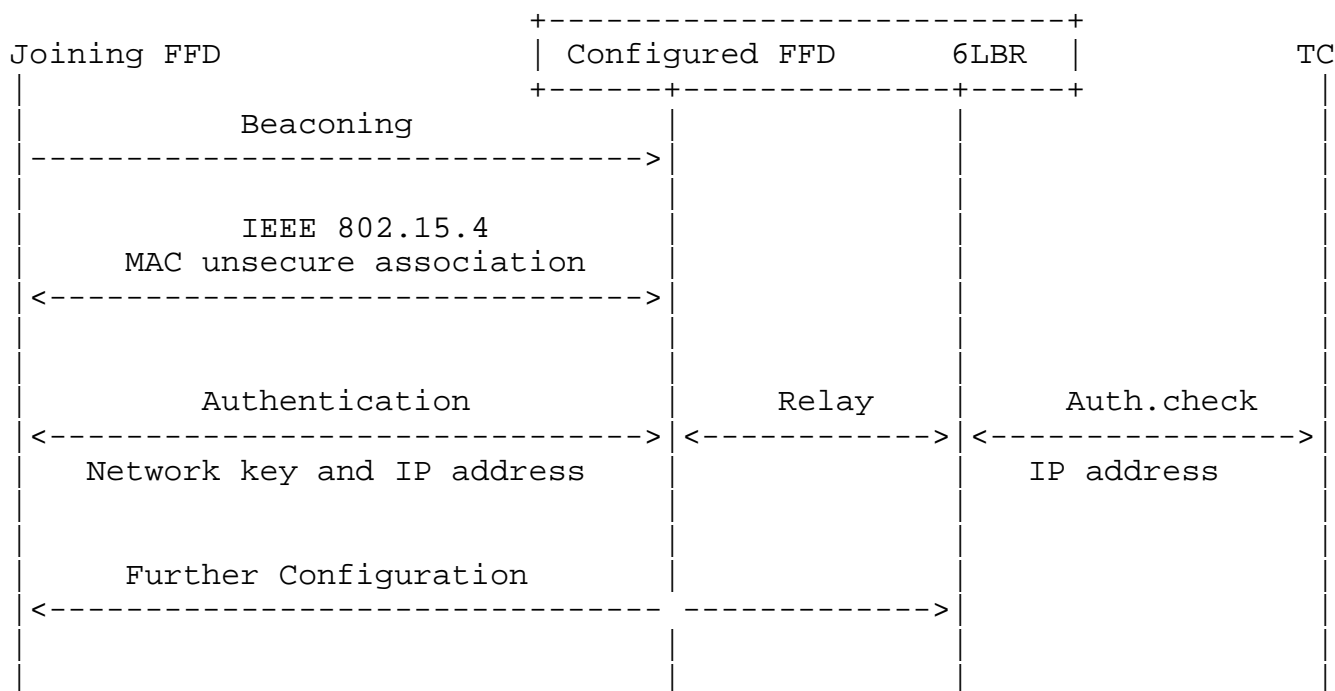 Joining FFD Configured FFD 6LBR TC
Beaconing
IEEE 802.15.4
MAC unsecure association
Authentication Relay Auth.check
Network key and IP address IP address
Further Configuration